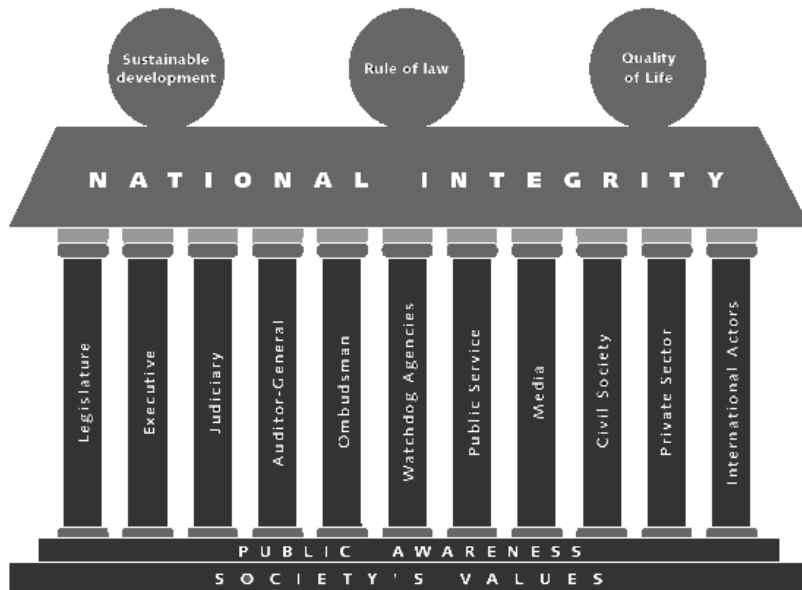 Sustainable
development
Rule of law
Quality
of Life
NATIONAL INTEGRITY
Legislature
Executive
Judiciary
Auditor-General
Ombudsman
Watchdog Agencies
Public Service
Media
Civil Society
Private Sector
International Actors
PUBLIC AWARENESS
SOCIETY'S VALUES